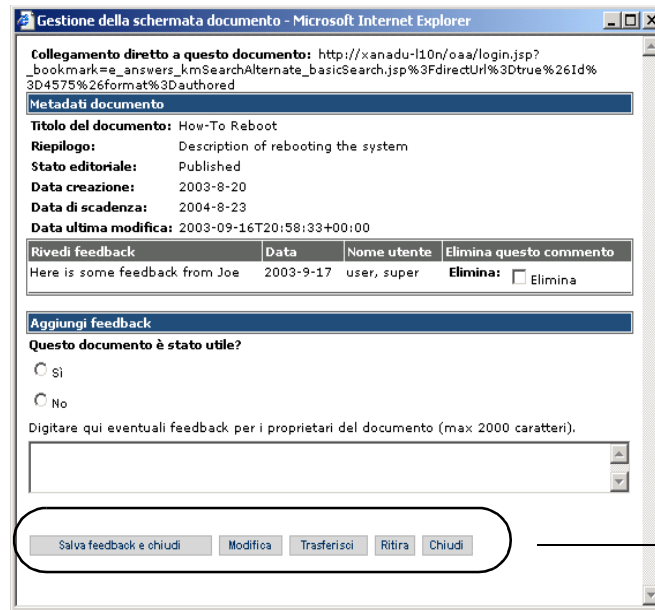 Gestione della schermata documento - Microsoft Internet Explorer
Collegamento diretto a questo documento: http://xanadu-l10n/oaa/login.jsp?
_bookmark=e_answers_kmSearchAlternate_basicSearch.jsp%3FdirectUrl%3Dtrue%26Id%
3D4575%26format%3Dauthored
Metadati documento
Titolo del documento: How-To Reboot
Riepilogo: Description of rebooting the system
Stato editoriale: Published
Data creazione: 2003-8-20
Data di scadenza: 2004-8-23
Data ultima modifica: 2003-09-16T20:58:33+00:00
Rivedi feedback Data Nome utente Elimina questo commento
Here is some feedback from Joe 2003-9-17 user, super Elimina: Elimina
Aggiungi feedback
Questo documento è stato utile?
Sì
No
Digitare qui eventuali feedback per i proprietari del documento (max 2000 caratteri).
Salva feedback e chiudi Modifica Trasferisci Ritira Chiudi